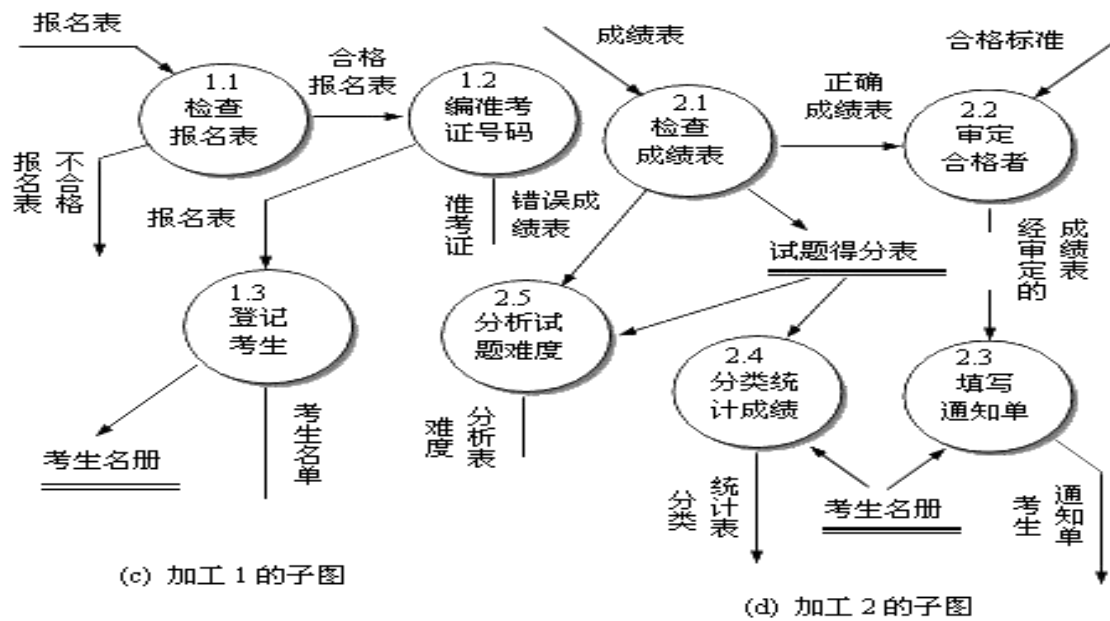 报名表
1.1
检查
报名表
合格
报名表
1.2
编准考
证号码
不合格
报名表
报名表
准考证
1.3
登记
考生
考生名册
考生名单
(c) 加工1的子图
成绩表
2.1
检查
成绩表
正确
成绩表
合格标准
2.2
审定
合格者
错误成
绩表
试题得分表
经审定的
成绩表
2.5
分析试
题难度
难度
分析表
2.4
分类统
计成绩
2.3
填写
通知单
分类
统计表
考生名册
考生
通知单
(d) 加工2的子图